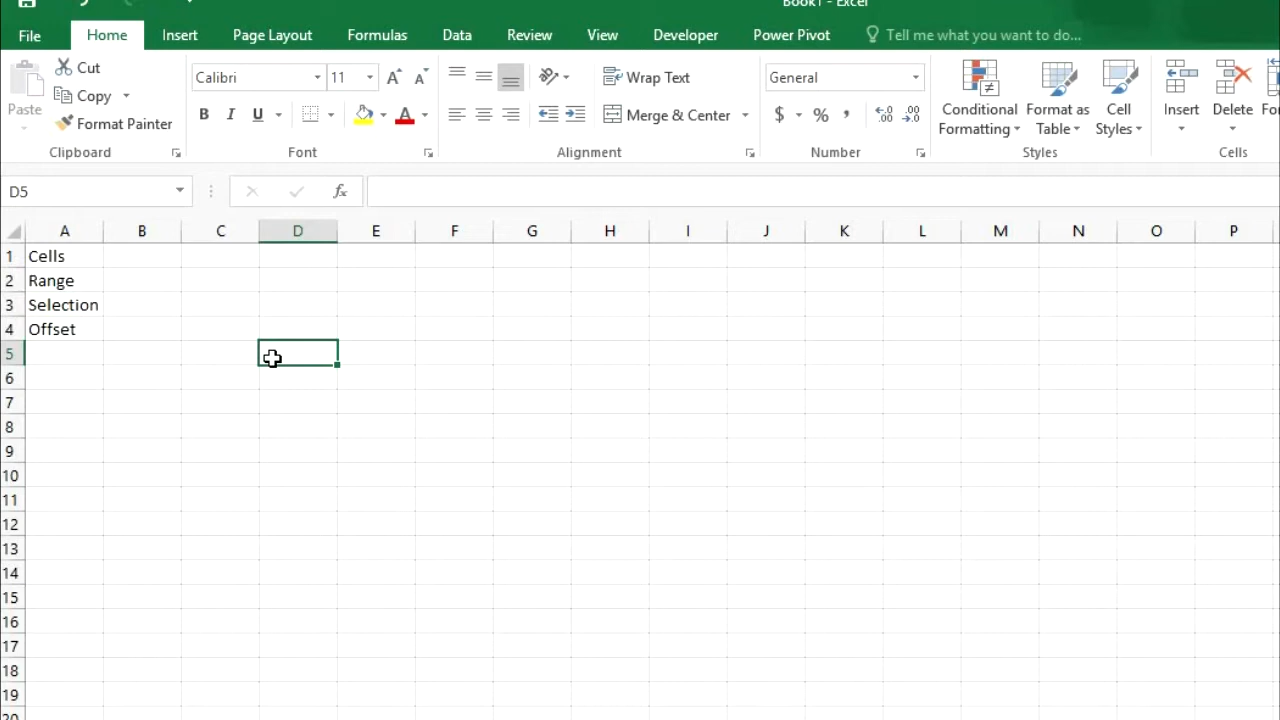 Book1 - Excel
File Home Insert Page Layout Formulas Data Review View Developer Power Pivot Tell me what you want to do...
Paste
Cut
Copy
Format Painter
Clipboard
Calibri 11
B I U
Font
Wrap Text
Merge & Center
Alignment
General
$ % ,
Number
Conditional Formatting
Format as Table
Cell Styles
Styles
Insert Delete
Cells
D5 fx
A B C D E F G H I J K L M N O P
1 Cells
2 Range
3 Selection
4 Offset
5
6
7
8
9
10
11
12
13
14
15
16
17
18
19
20